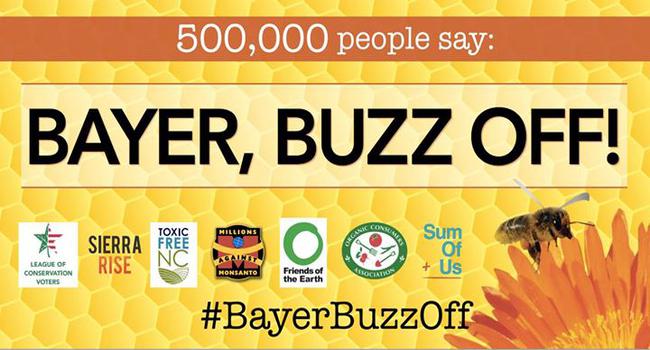 500,000 people say:
BAYER, BUZZ OFF!
LEAGUE OF
CONSERVATION
VOTERS
SIERRA
RISE
TOXIC
FREE
NC
MILLIONS
AGAINST
MONSANTO
Friends of
the Earth
ORGANIC CONSUMERS
ASSOCIATION
Sum
Of
Us
#BayerBuzzOff